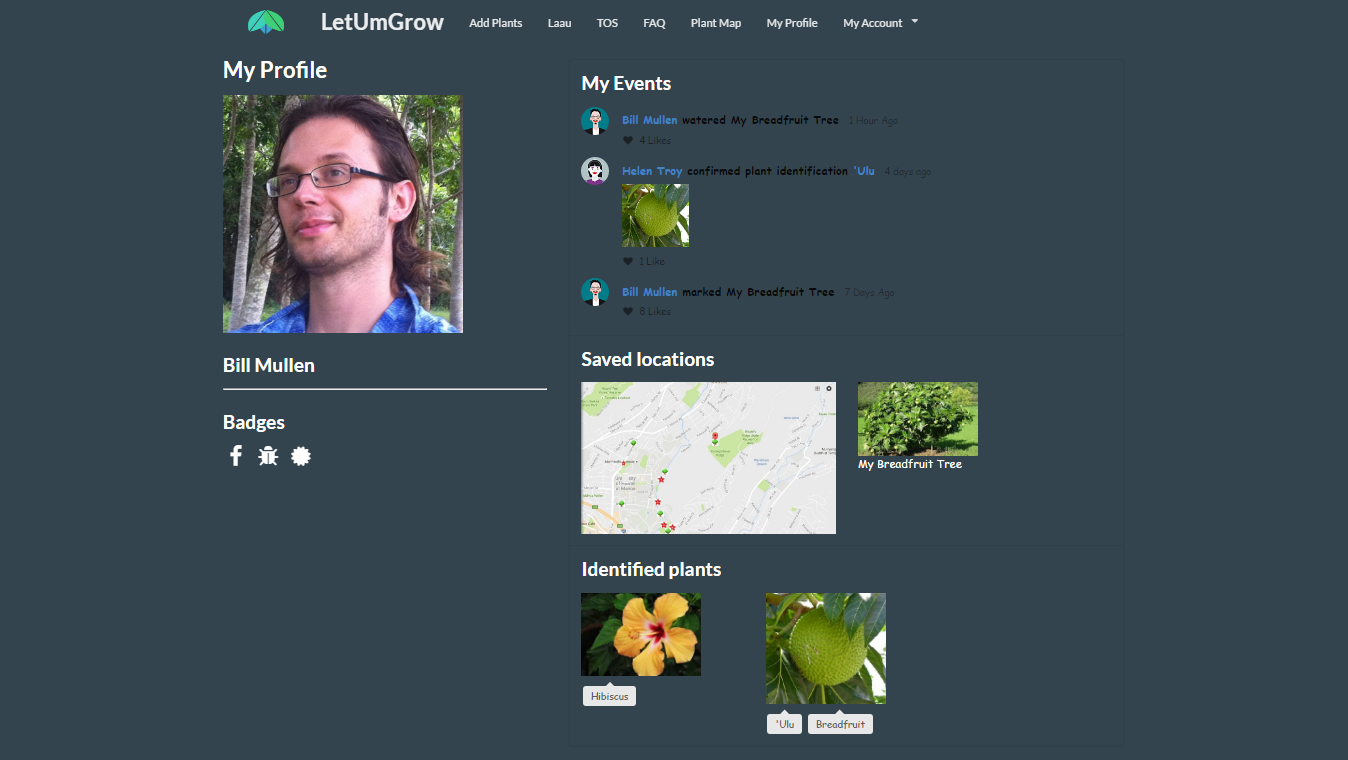 LetUmGrow Add Plants Laau TOS FAQ Plant Map My Profile My Account
My Profile
Bill Mullen
Badges
My Events
Bill Mullen watered My Breadfruit Tree 1 Hour Ago
4 Likes
Helen Troy confirmed plant identification 'Ulu 4 days ago
1 Like
Bill Mullen marked My Breadfruit Tree 7 Days Ago
8 Likes
Saved locations
My Breadfruit Tree
Identified plants
Hibiscus
'Ulu Breadfruit